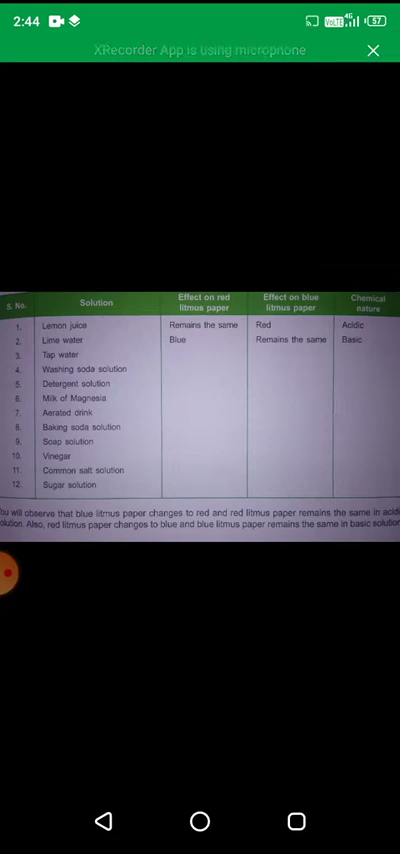 2:44 VoLTE 4G 57
XRecorder App is using microphone
S. No. Solution Effect on red litmus paper Effect on blue litmus paper Chemical nature
1. Lemon juice Remains the same Red Acidic
2. Lime water Blue Remains the same Basic
3. Tap water
4. Washing soda solution
5. Detergent solution
6. Milk of Magnesia
7. Aerated drink
8. Baking soda solution
9. Soap solution
10. Vinegar
11. Common salt solution
12. Sugar solution
ou will observe that blue litmus paper changes to red and red litmus paper remains the same in acidi
olution. Also, red litmus paper changes to blue and blue litmus paper remains the same in basic solution